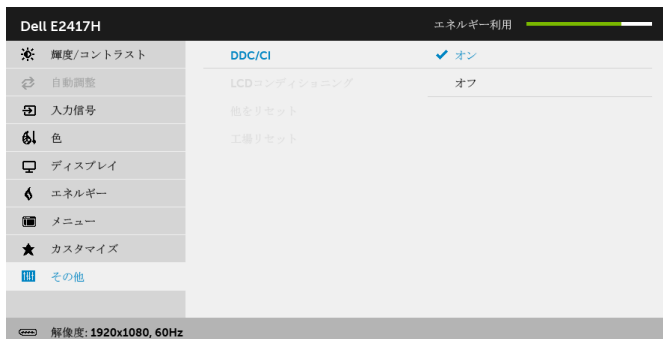 Dell E2417H エネルギー利用
輝度/コントラスト DDC/CI オン
自動調整 LCDコンディショニング オフ
入力信号 他をリセット
色 工場リセット
ディスプレイ
エネルギー
メニュー
カスタマイズ
その他
解像度: 1920x1080, 60Hz